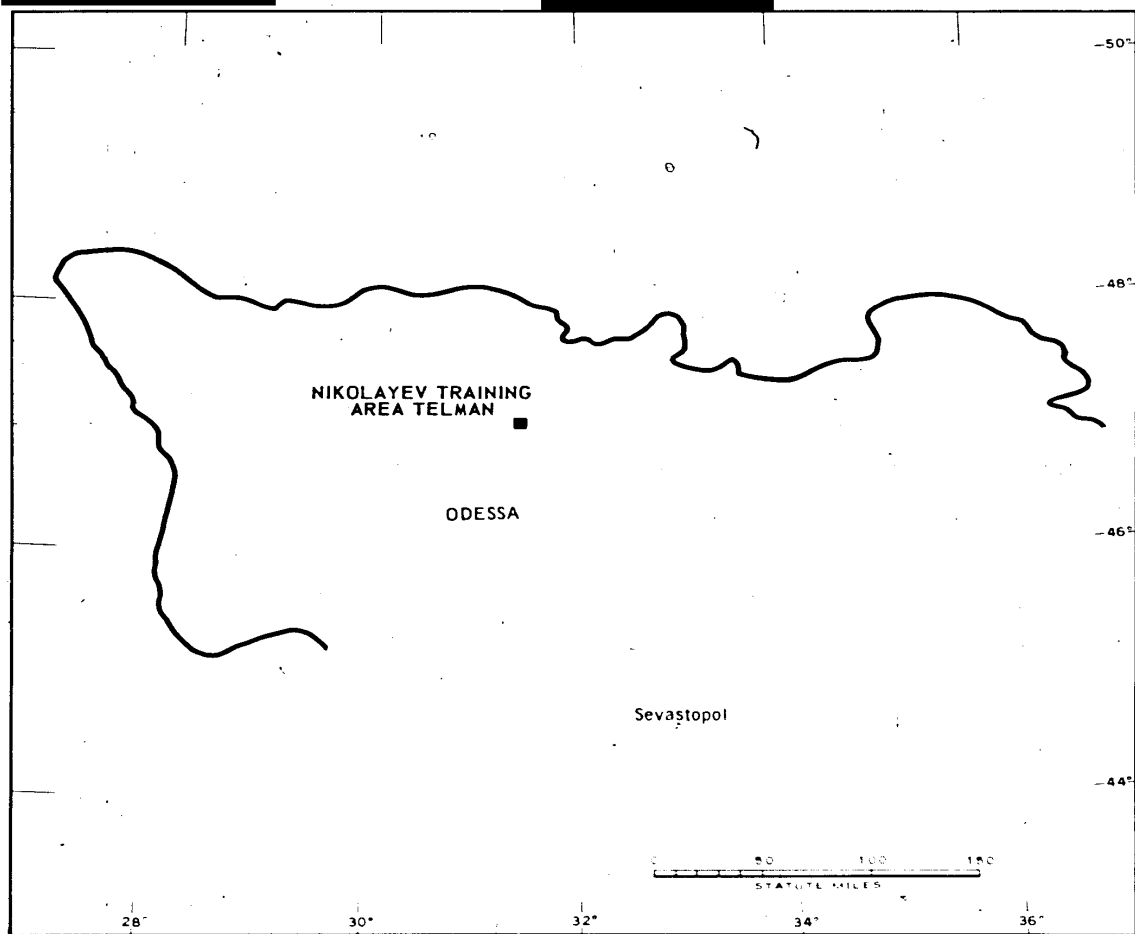 50°
48°
NIKOLAYEV TRAINING
AREA TELMAN
ODESSA
46°
Sevastopol
44°
0 50 100 150
STATUTE MILES
28° 30° 32° 34° 36°